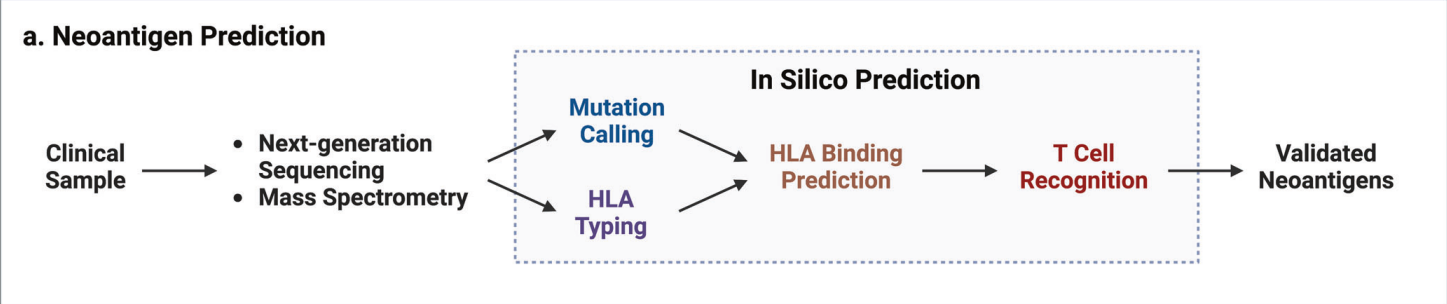 a. Neoantigen Prediction
In Silico Prediction
Clinical
Sample
• Next-generation
Sequencing
• Mass Spectrometry
Mutation
Calling
HLA
Typing
HLA Binding
Prediction
T Cell
Recognition
Validated
Neoantigens